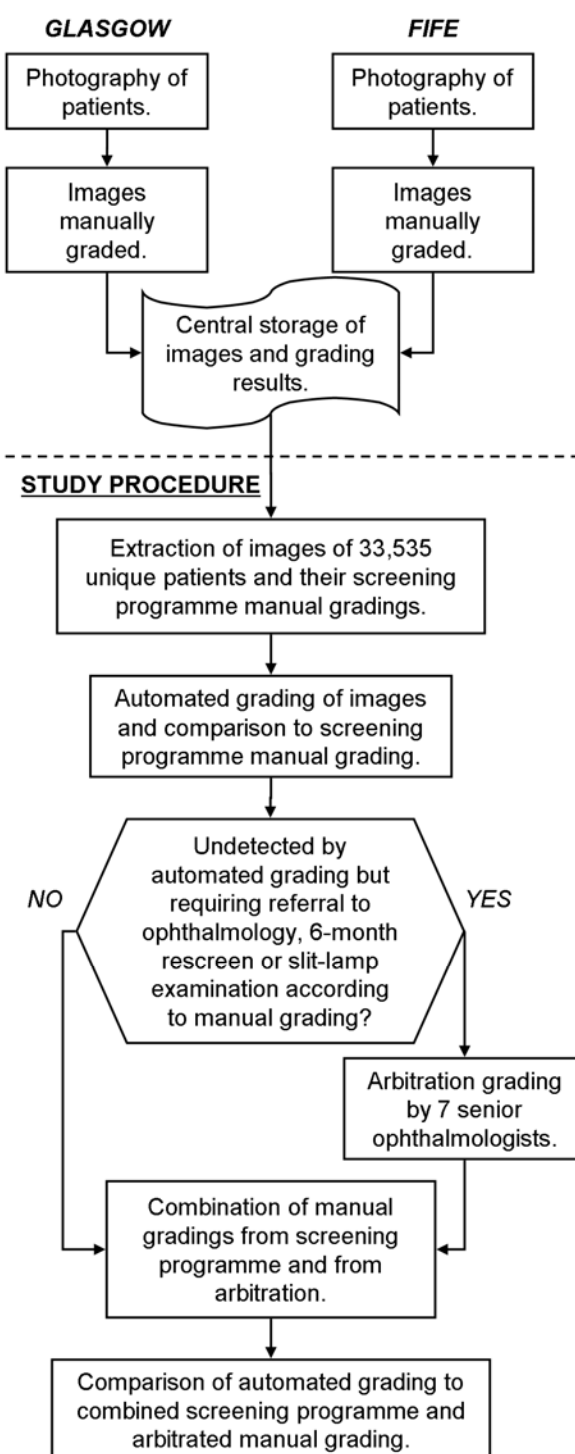 GLASGOW
Photography of
patients.
Images
manually
graded.
FIFE
Photography of
patients.
Images
manually
graded.
Central storage of
images and grading
results.
STUDY PROCEDURE
Extraction of images of 33,535
unique patients and their screening
programme manual gradings.
Automated grading of images
and comparison to screening
programme manual grading.
Undetected by
automated grading but
requiring referral to
ophthalmology, 6-month
rescreen or slit-lamp
examination according
to manual grading?
NO
YES
Arbitration grading
by 7 senior
ophthalmologists.
Combination of manual
gradings from screening
programme and from
arbitration.
Comparison of automated grading to
combined screening programme and
arbitrated manual grading.